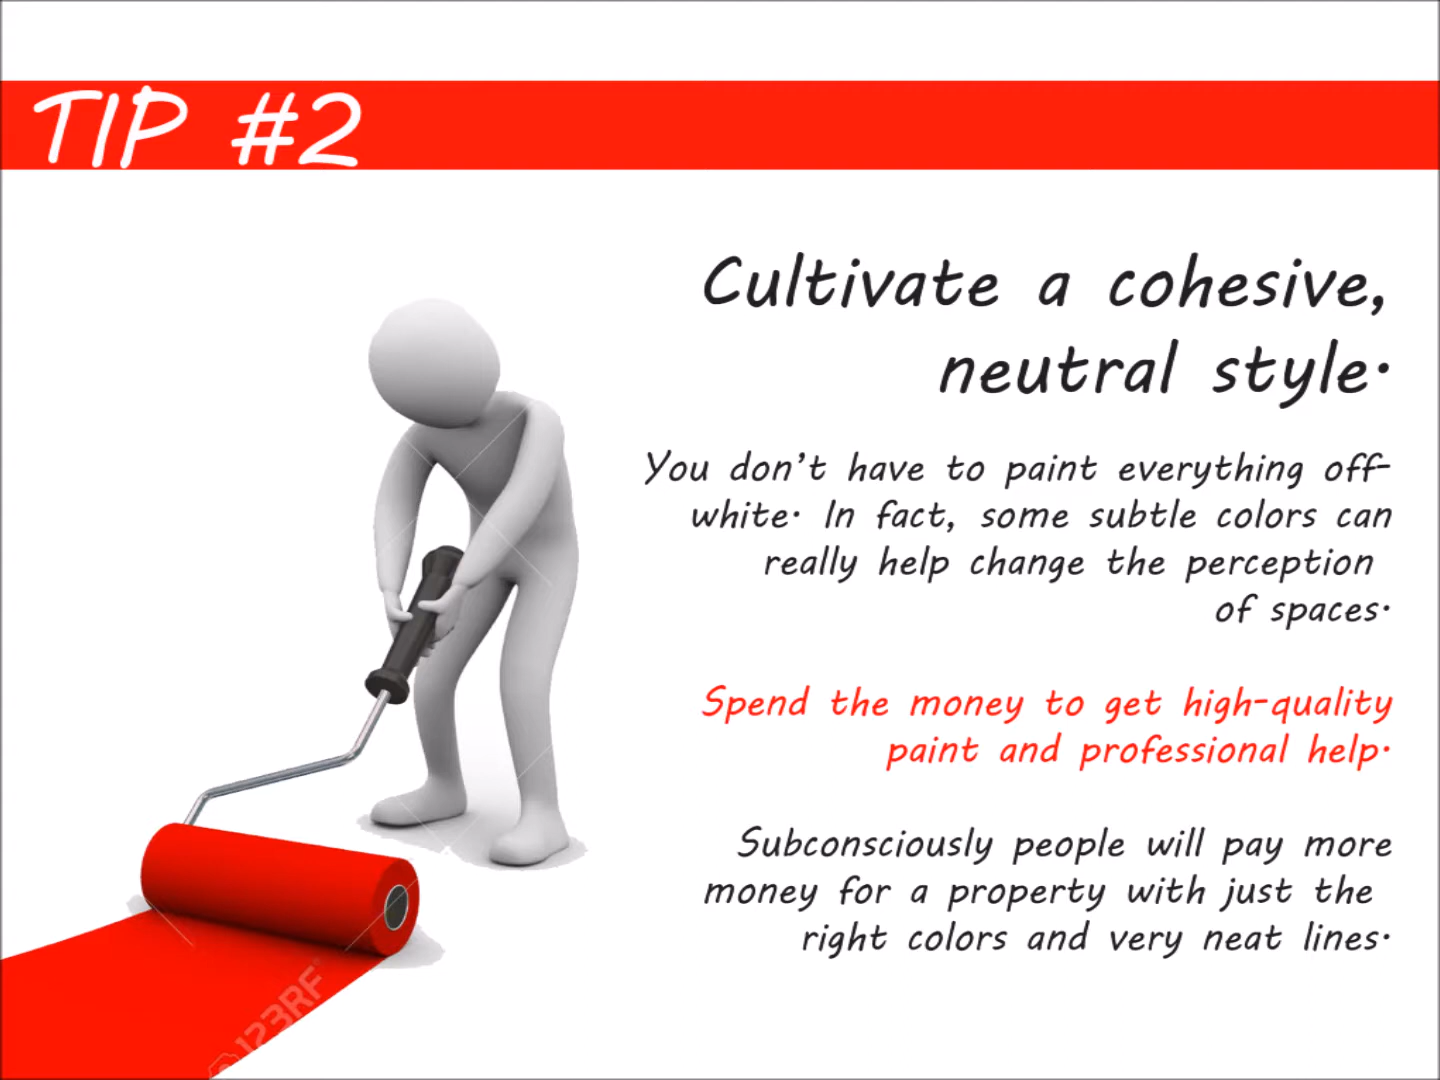 TIP #2
Cultivate a cohesive,
neutral style.
You don't have to paint everything off-
white. In fact, some subtle colors can
really help change the perception
of spaces.
Spend the money to get high-quality
paint and professional help.
Subconsciously people will pay more
money for a property with just the
right colors and very neat lines.
©123RF